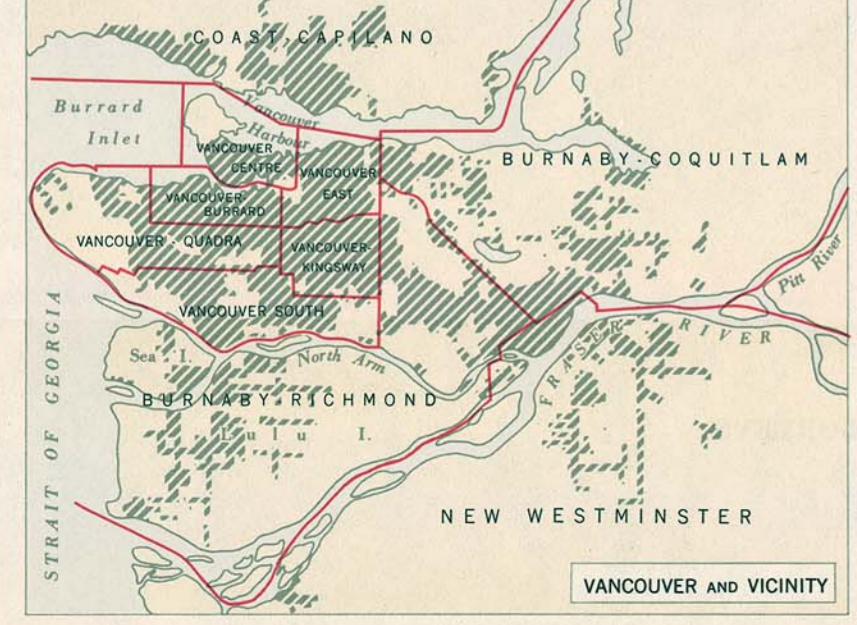 COAST-CAPILANO
Burrard
Inlet
Vancouver
Harbour
VANCOUVER
CENTRE
BURNABY-COQUITLAM
VANCOUVER
EAST
VANCOUVER-
BURRARD
VANCOUVER-QUADRA
VANCOUVER-
KINGSWAY
Pitt River
VANCOUVER SOUTH
STRAIT OF GEORGIA
Sea I.
North Arm
FRASER RIVER
BURNABY-RICHMOND
Lulu I.
NEW WESTMINSTER
VANCOUVER AND VICINITY